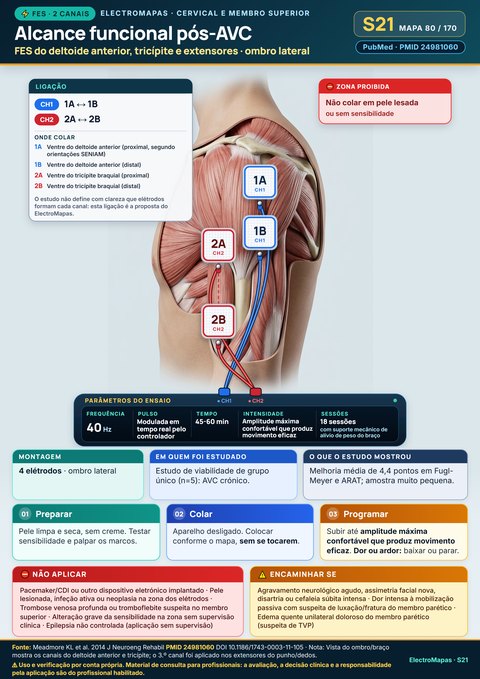 FES · 2 CANAIS
ELECTROMAPAS · CERVICAL E MEMBRO SUPERIOR
Alcance funcional pós-AVC
FES do deltoide anterior, tricípite e extensores · ombro lateral
S21 MAPA 80 / 170
PubMed · PMID 24981060
LIGAÇÃO
CH1 1A ↔ 1B
CH2 2A ↔ 2B
ONDE COLAR
1A Ventre do deltoide anterior (proximal, segundo
orientações SENIAM)
1B Ventre do deltoide anterior (distal)
2A Ventre do tricípite braquial (proximal)
2B Ventre do tricípite braquial (distal)
O estudo não define com clareza que elétrodos
formam cada canal: esta ligação é a proposta do
ElectroMapas.
ZONA PROIBIDA
Não colar em pele lesada
ou sem sensibilidade
1A
CH1
1B
CH1
2A
CH2
2B
CH2
PARÂMETROS DO ENSAIO
CH1
CH2
FREQUÊNCIA
40 Hz
PULSO
Modulada em
tempo real pelo
controlador
TEMPO
45-60 min
INTENSIDADE
Amplitude máxima
confortável que produz
movimento eficaz
SESSÕES
18 sessões
com suporte mecânico de
alívio de peso do braço
MONTAGEM
4 elétrodos · ombro lateral
EM QUEM FOI ESTUDADO
Estudo de viabilidade de grupo
único (n=5): AVC crónico.
O QUE O ESTUDO MOSTROU
Melhoria média de 4,4 pontos em Fugl-
Meyer e ARAT; amostra muito pequena.
01 Preparar
Pele limpa e seca, sem creme. Testar
sensibilidade e palpar os marcos.
02 Colar
Aparelho desligado. Colocar
conforme o mapa, sem se tocarem.
03 Programar
Subir até amplitude máxima
confortável que produz movimento
eficaz. Dor ou ardor: baixar ou parar.
NÃO APLICAR
Pacemaker/CDI ou outro dispositivo eletrónico implantado · Pele
lesionada, infeção ativa ou neoplasia na zona dos elétrodos ·
Trombose venosa profunda ou tromboflebite suspeita no membro
superior · Alteração grave da sensibilidade na zona sem supervisão
clínica · Epilepsia não controlada (aplicação sem supervisão)
ENCAMINHAR SE
Agravamento neurológico agudo, assimetria facial nova,
disartria ou cefaleia súbita intensa · Dor intensa à mobilização
passiva com suspeita de luxação/fratura do membro parético ·
Edema quente unilateral doloroso do membro parético
(suspeita de TVP)
Fonte: Meadmore KL et al. 2014 J Neuroeng Rehabil PMID 24981060 DOI 10.1186/1743-0003-11-105 · Nota: Vista do ombro/braço
mostra os canais do deltoide anterior e tricípite; o 3.º canal foi aplicado nos extensores do punho/dedos.
Uso e verificação por conta própria. Material de consulta para profissionais: a avaliação, a decisão clínica e a responsabilidade
pela aplicação são do profissional habilitado.
ElectroMapas · S21